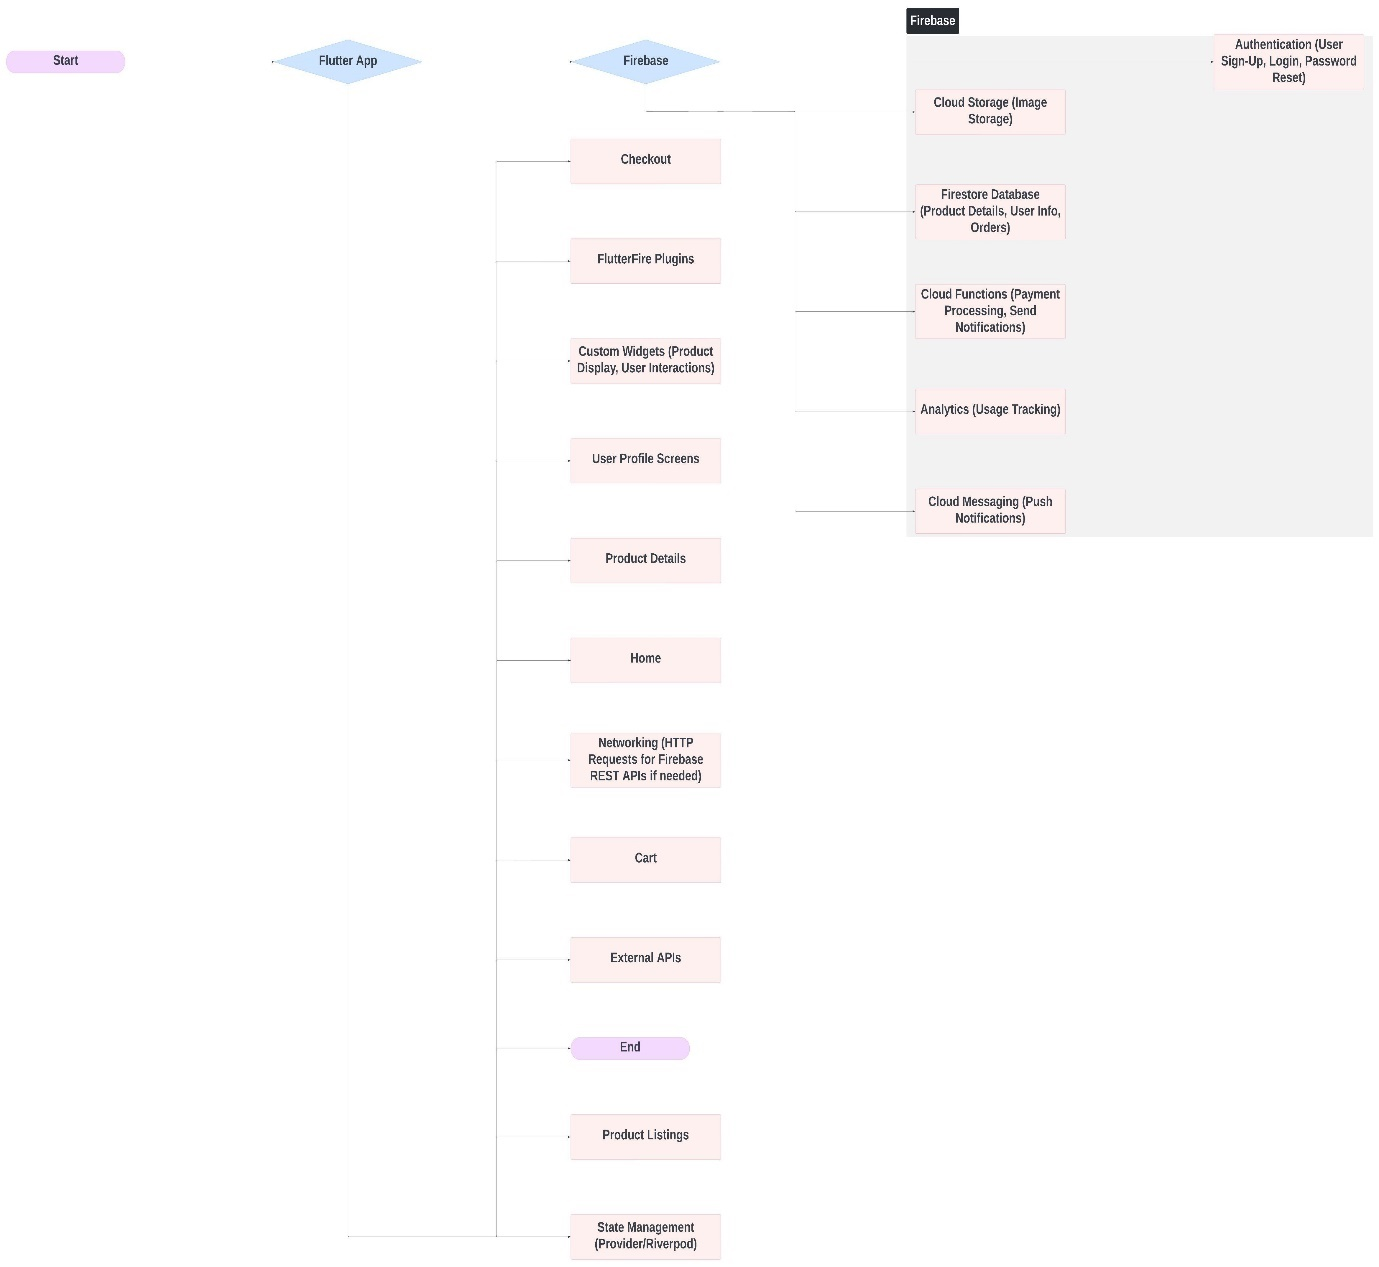 Firebase
Start
Flutter App
Firebase
Authentication (User
Sign-Up, Login, Password
Reset)
Cloud Storage (Image
Storage)
Checkout
Firestore Database
(Product Details, User Info,
Orders)
FlutterFire Plugins
Cloud Functions (Payment
Processing, Send
Notifications)
Custom Widgets (Product
Display, User Interactions)
Analytics (Usage Tracking)
User Profile Screens
Cloud Messaging (Push
Notifications)
Product Details
Home
Networking (HTTP
Requests for Firebase
REST APIs if needed)
Cart
External APIs
End
Product Listings
State Management
(Provider/Riverpod)